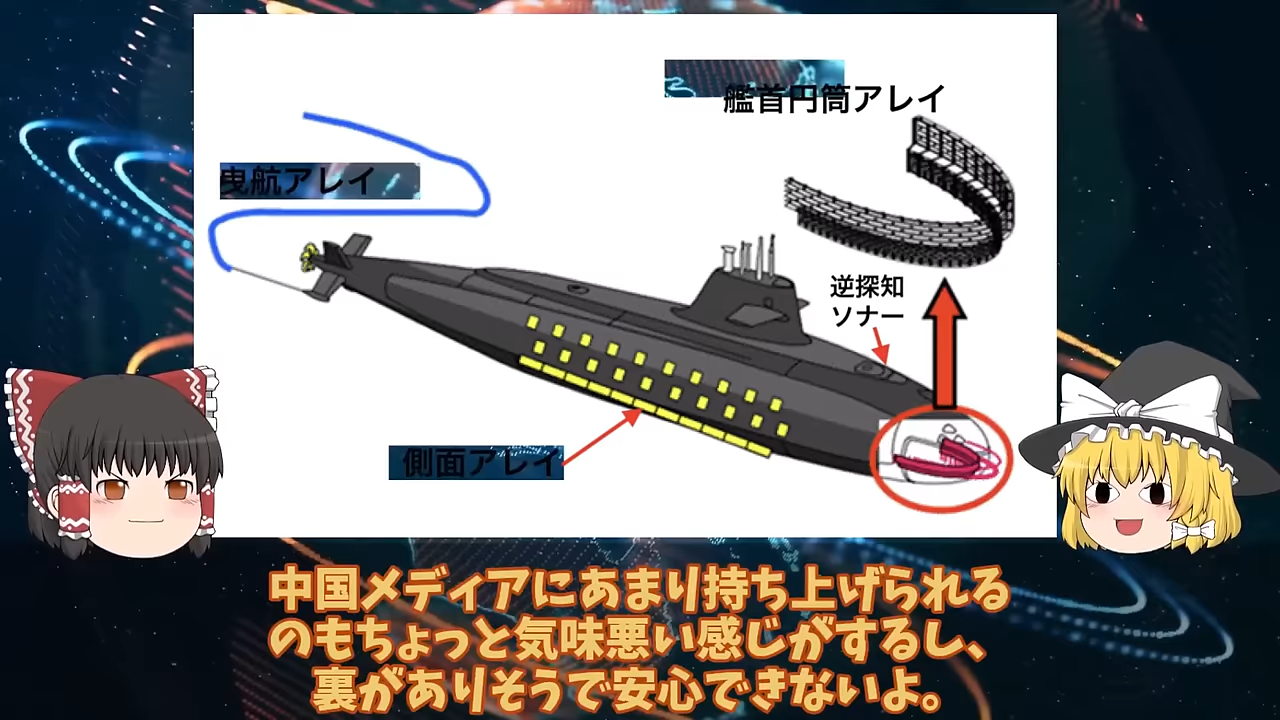 艦首円筒アレイ
曳航アレイ
逆探知
ソナー
側面アレイ
中国メディアにあまり持ち上げられる
のもちょっと気味悪い感じがするし、
裏がありそうで安心できないよ。